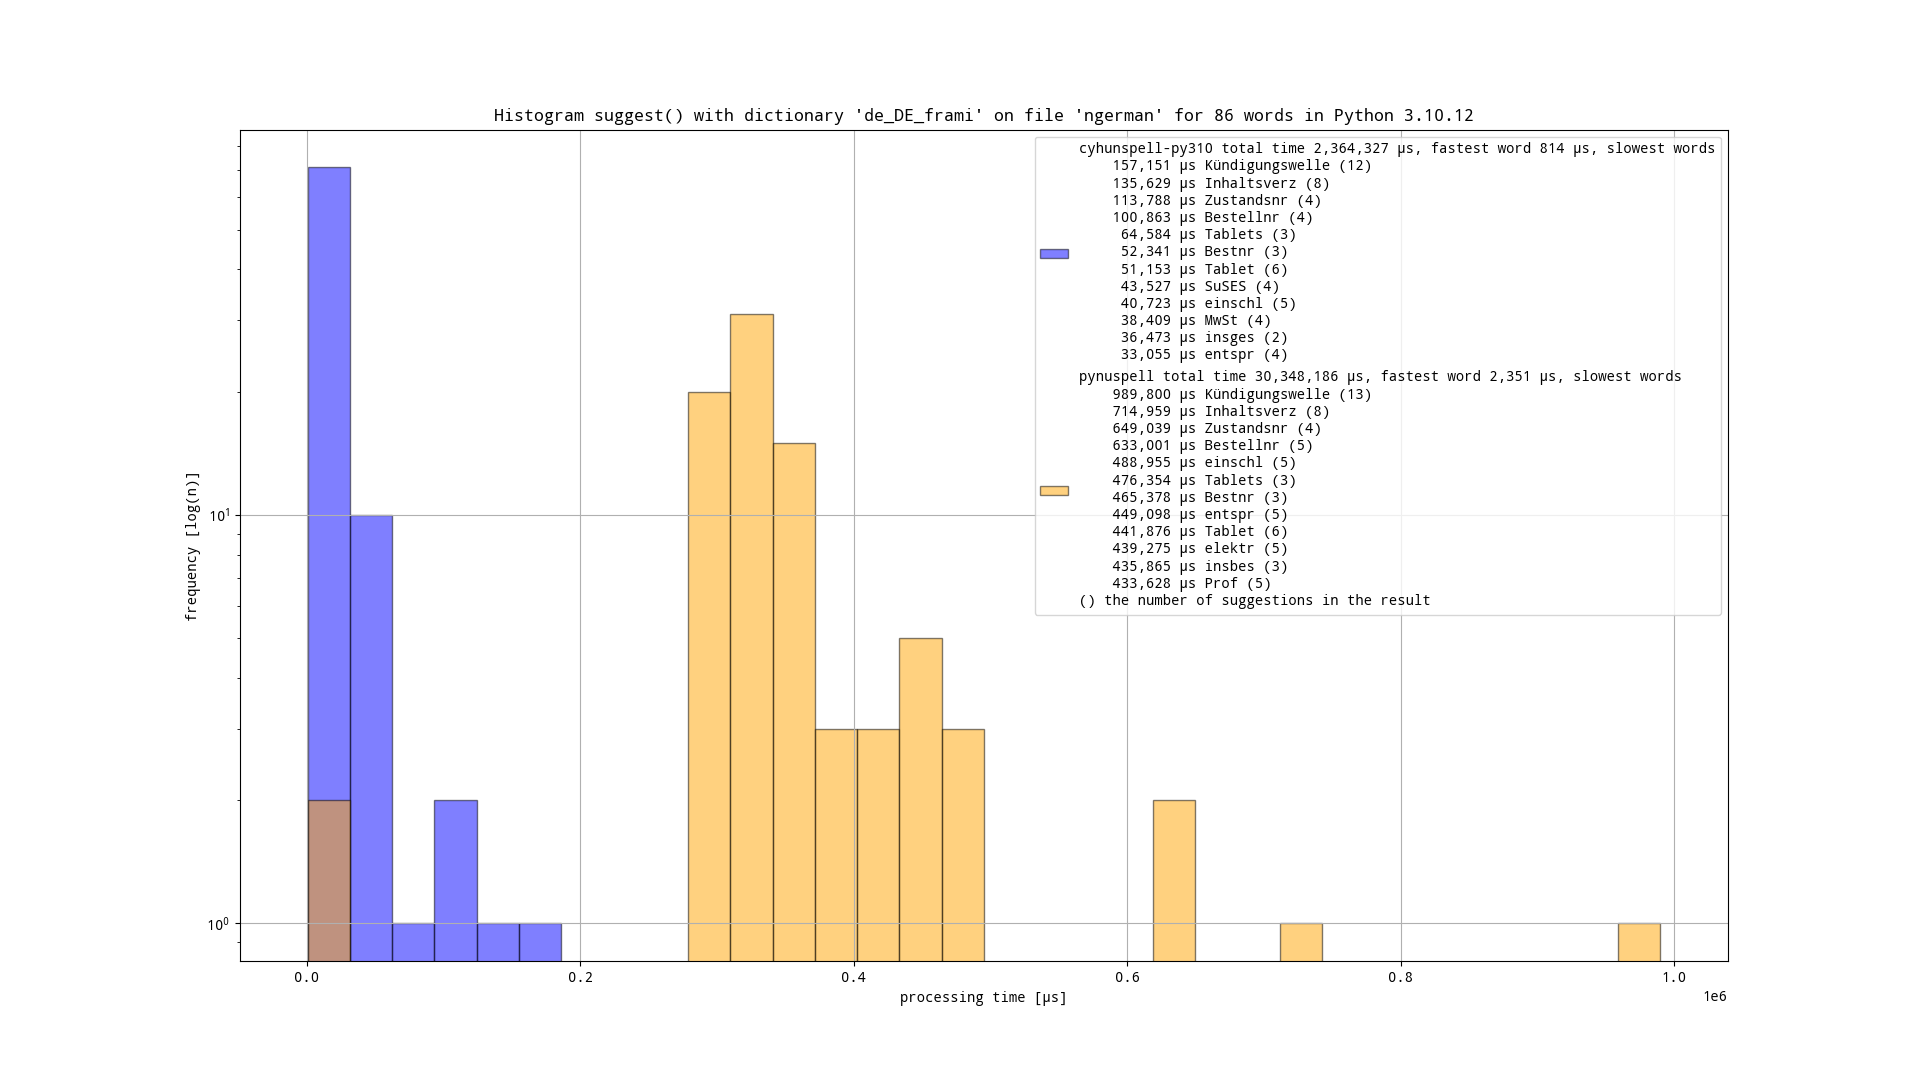 Histogram suggest() with dictionary 'de_DE_frami' on file 'ngerman' for 86 words in Python 3.10.12
cyhunspell-py310 total time 2,364,327 µs, fastest word 814 µs, slowest words
157,151 µs Kündigungswelle (12)
135,629 µs Inhaltsverz (8)
113,788 µs Zustandsnr (4)
100,863 µs Bestellnr (4)
64,584 µs Tablets (3)
52,341 µs Bestnr (3)
51,153 µs Tablet (6)
43,527 µs SuSES (4)
40,723 µs einschl (5)
38,409 µs MwSt (4)
36,473 µs insges (2)
33,055 µs entspr (4)
pynuspell total time 30,348,186 µs, fastest word 2,351 µs, slowest words
989,800 µs Kündigungswelle (13)
714,959 µs Inhaltsverz (8)
649,039 µs Zustandsnr (4)
633,001 µs Bestellnr (5)
488,955 µs einschl (5)
476,354 µs Tablets (3)
465,378 µs Bestnr (3)
449,098 µs entspr (5)
441,876 µs Tablet (6)
439,275 µs elektr (5)
435,865 µs insbes (3)
433,628 µs Prof (5)
() the number of suggestions in the result
frequency [log(n)]
10¹
10⁰
0.0 0.2 0.4 0.6 0.8 1.0
1e6
processing time [µs]